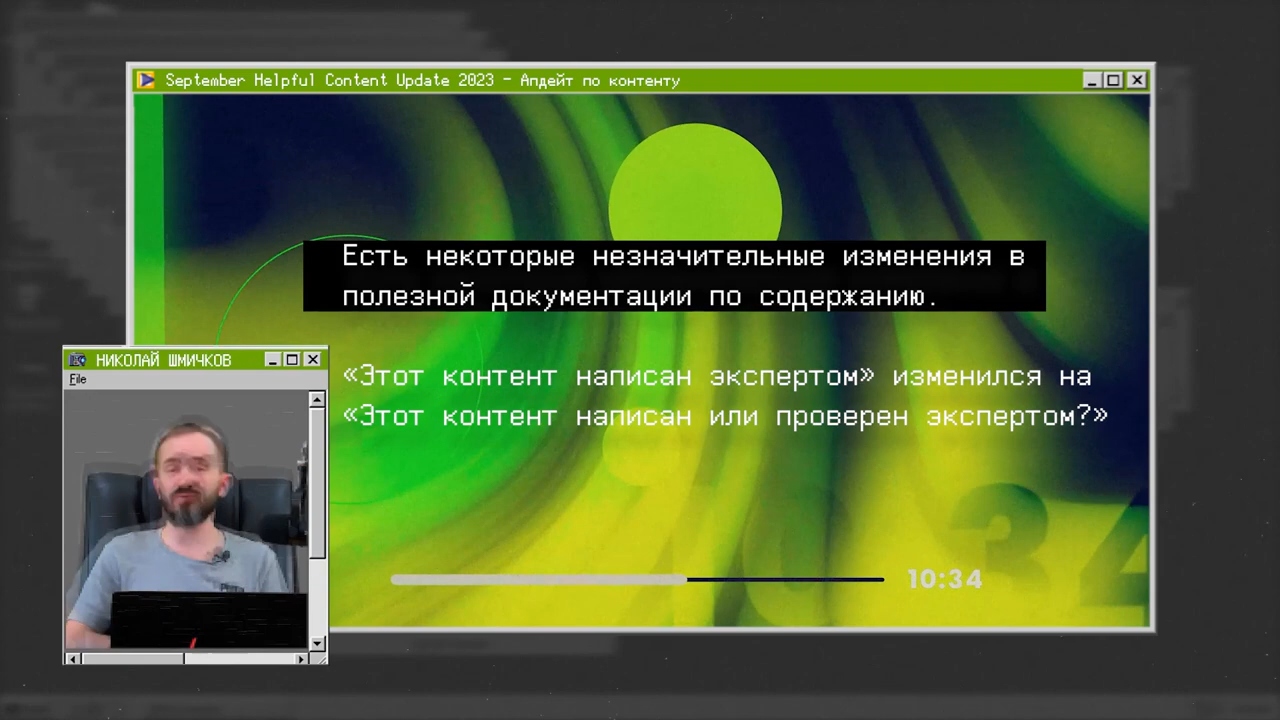 September Helpful Content Update 2023 - Апдейт по контенту
Есть некоторые незначительные изменения в
полезной документации по содержанию.
«Этот контент написан экспертом» изменился на
«Этот контент написан или проверен экспертом?»
НИКОЛАЙ ШМИЧКОВ
File
34
10:34